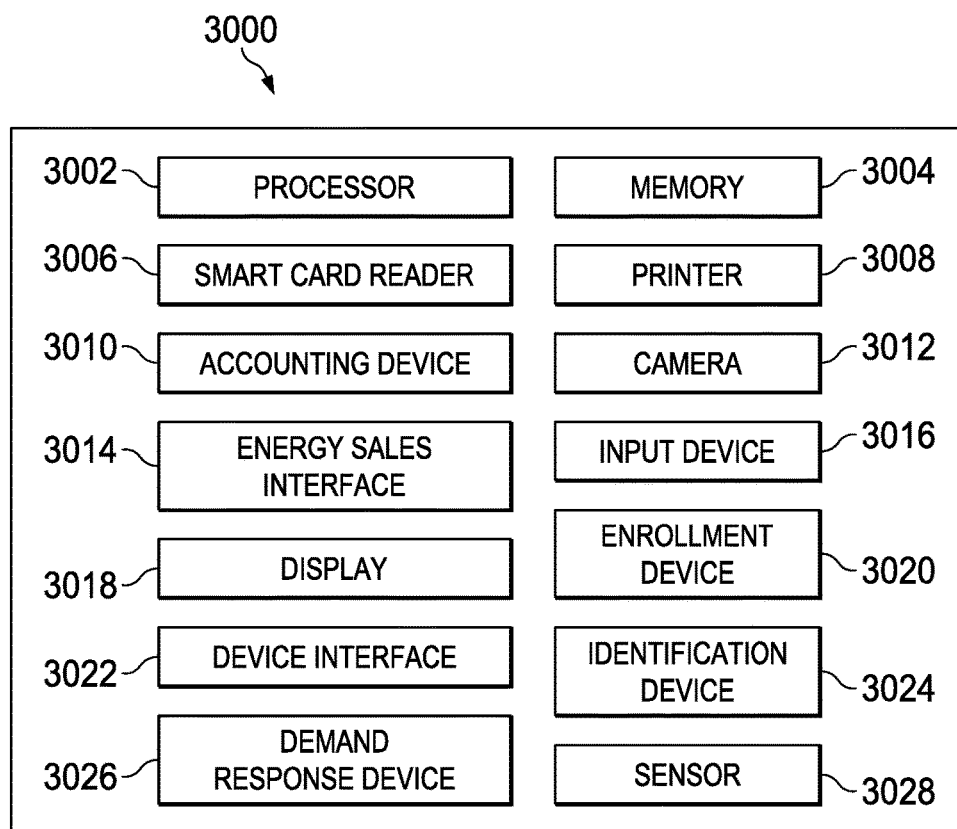 3000
3002 PROCESSOR MEMORY 3004
3006 SMART CARD READER PRINTER 3008
3010 ACCOUNTING DEVICE CAMERA 3012
3014 ENERGY SALES
INTERFACE
INPUT DEVICE 3016
3018 DISPLAY
ENROLLMENT
DEVICE 3020
3022 DEVICE INTERFACE
IDENTIFICATION
DEVICE 3024
3026 DEMAND
RESPONSE DEVICE
SENSOR 3028